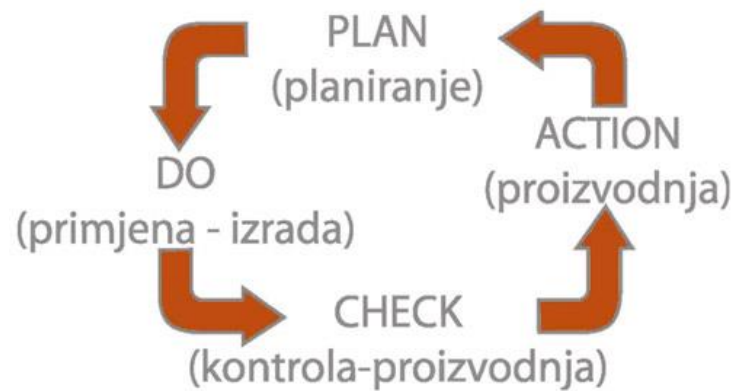 PLAN
(planiranje)
DO
(primjena - izrada)
CHECK
(kontrola-proizvodnja)
ACTION
(proizvodnja)